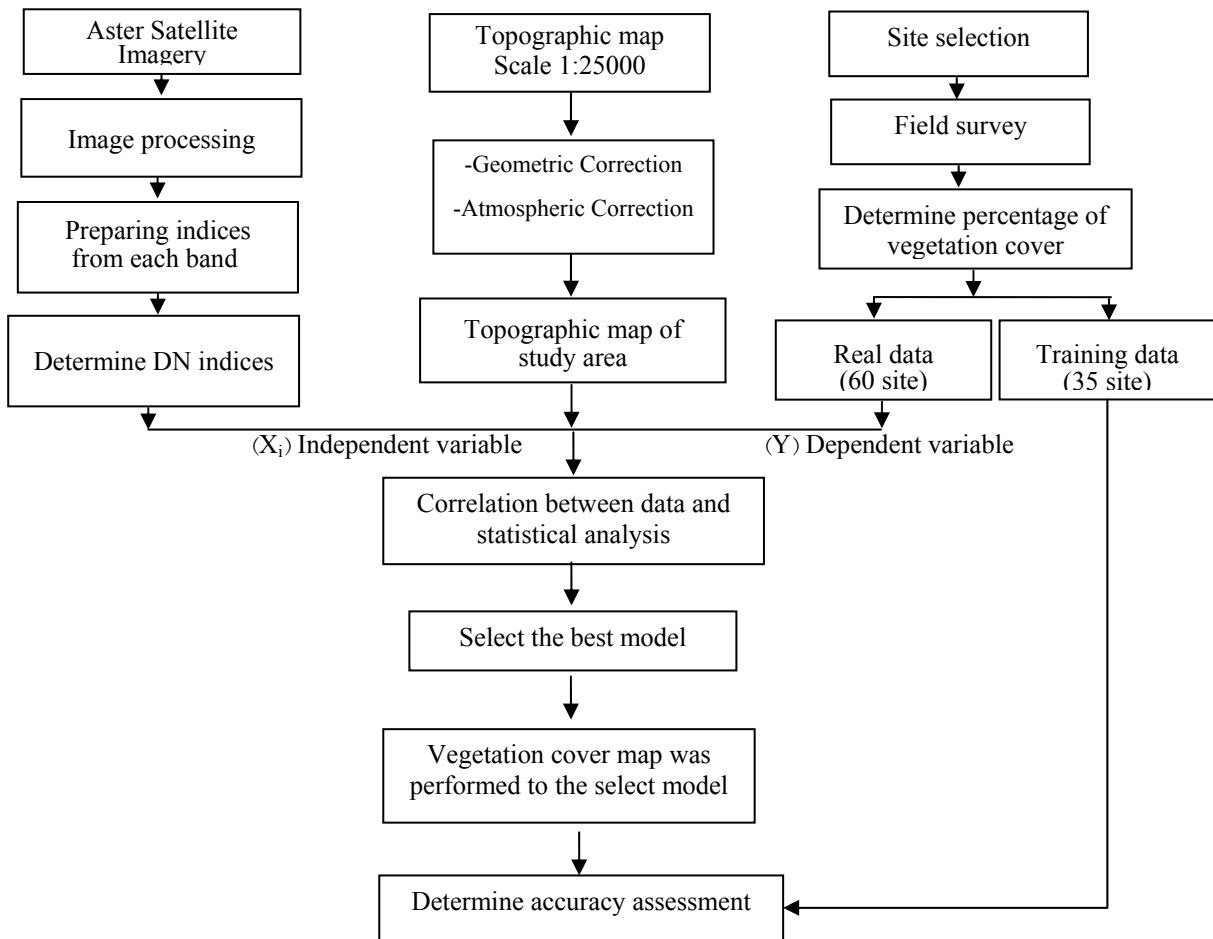 Aster Satellite
Imagery
Image processing
Preparing indices
from each band
Determine DN indices
Topographic map
Scale 1:25000
-Geometric Correction
-Atmospheric Correction
Topographic map of
study area
Site selection
Field survey
Determine percentage of
vegetation cover
Real data
(60 site)
Training data
(35 site)
(Xi) Independent variable
(Y) Dependent variable
Correlation between data and
statistical analysis
Select the best model
Vegetation cover map was
performed to the select model
Determine accuracy assessment